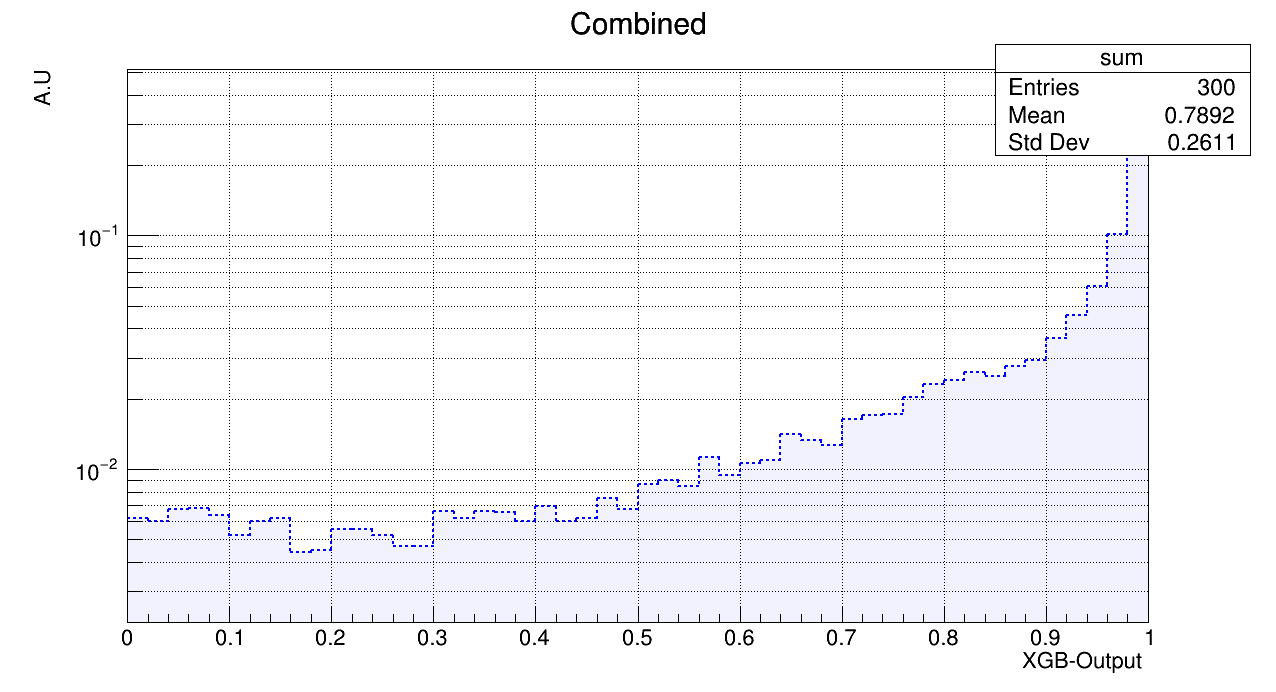 Combined
A.U
sum
Entries 300
Mean 0.7892
Std Dev 0.2611
10⁻¹
10⁻²
0 0.1 0.2 0.3 0.4 0.5 0.6 0.7 0.8 0.9 1
XGB-Output